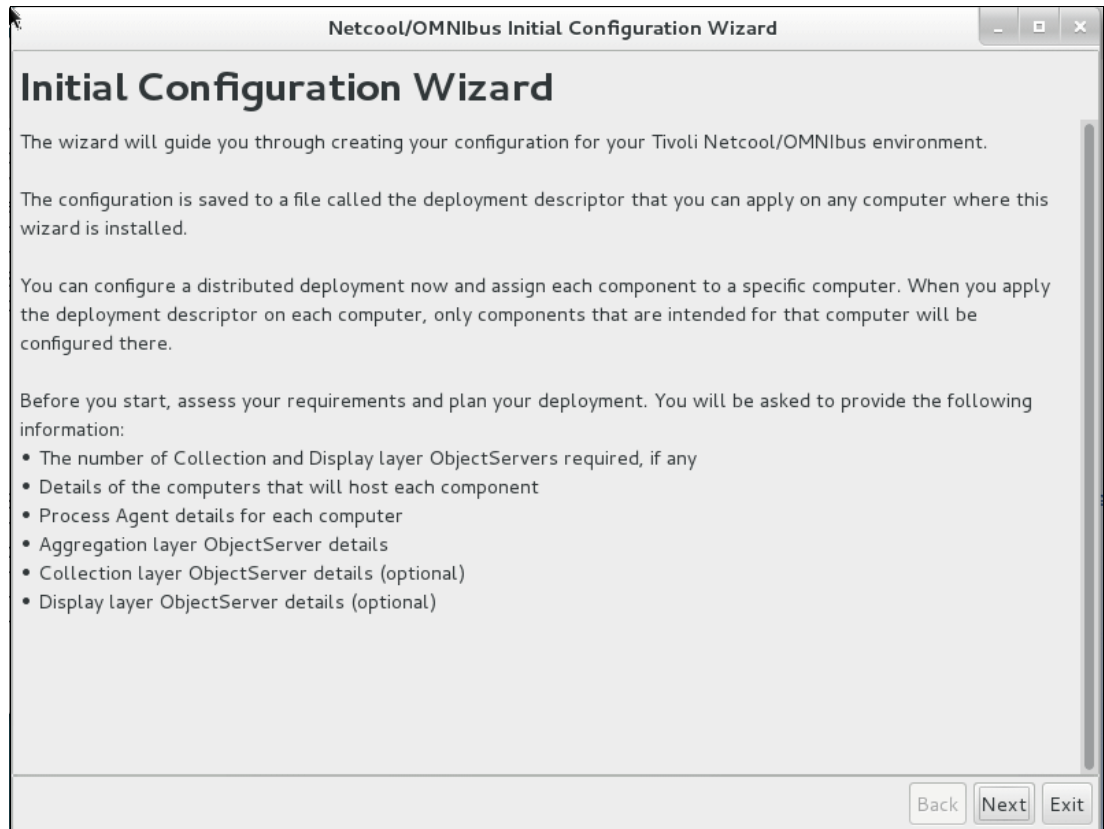 Netcool/OMNIbus Initial Configuration Wizard
Initial Configuration Wizard
The wizard will guide you through creating your configuration for your Tivoli Netcool/OMNIbus environment.
The configuration is saved to a file called the deployment descriptor that you can apply on any computer where this
wizard is installed.
You can configure a distributed deployment now and assign each component to a specific computer. When you apply
the deployment descriptor on each computer, only components that are intended for that computer will be
configured there.
Before you start, assess your requirements and plan your deployment. You will be asked to provide the following
information:
• The number of Collection and Display layer ObjectServers required, if any
• Details of the computers that will host each component
• Process Agent details for each computer
• Aggregation layer ObjectServer details
• Collection layer ObjectServer details (optional)
• Display layer ObjectServer details (optional)
Back Next Exit